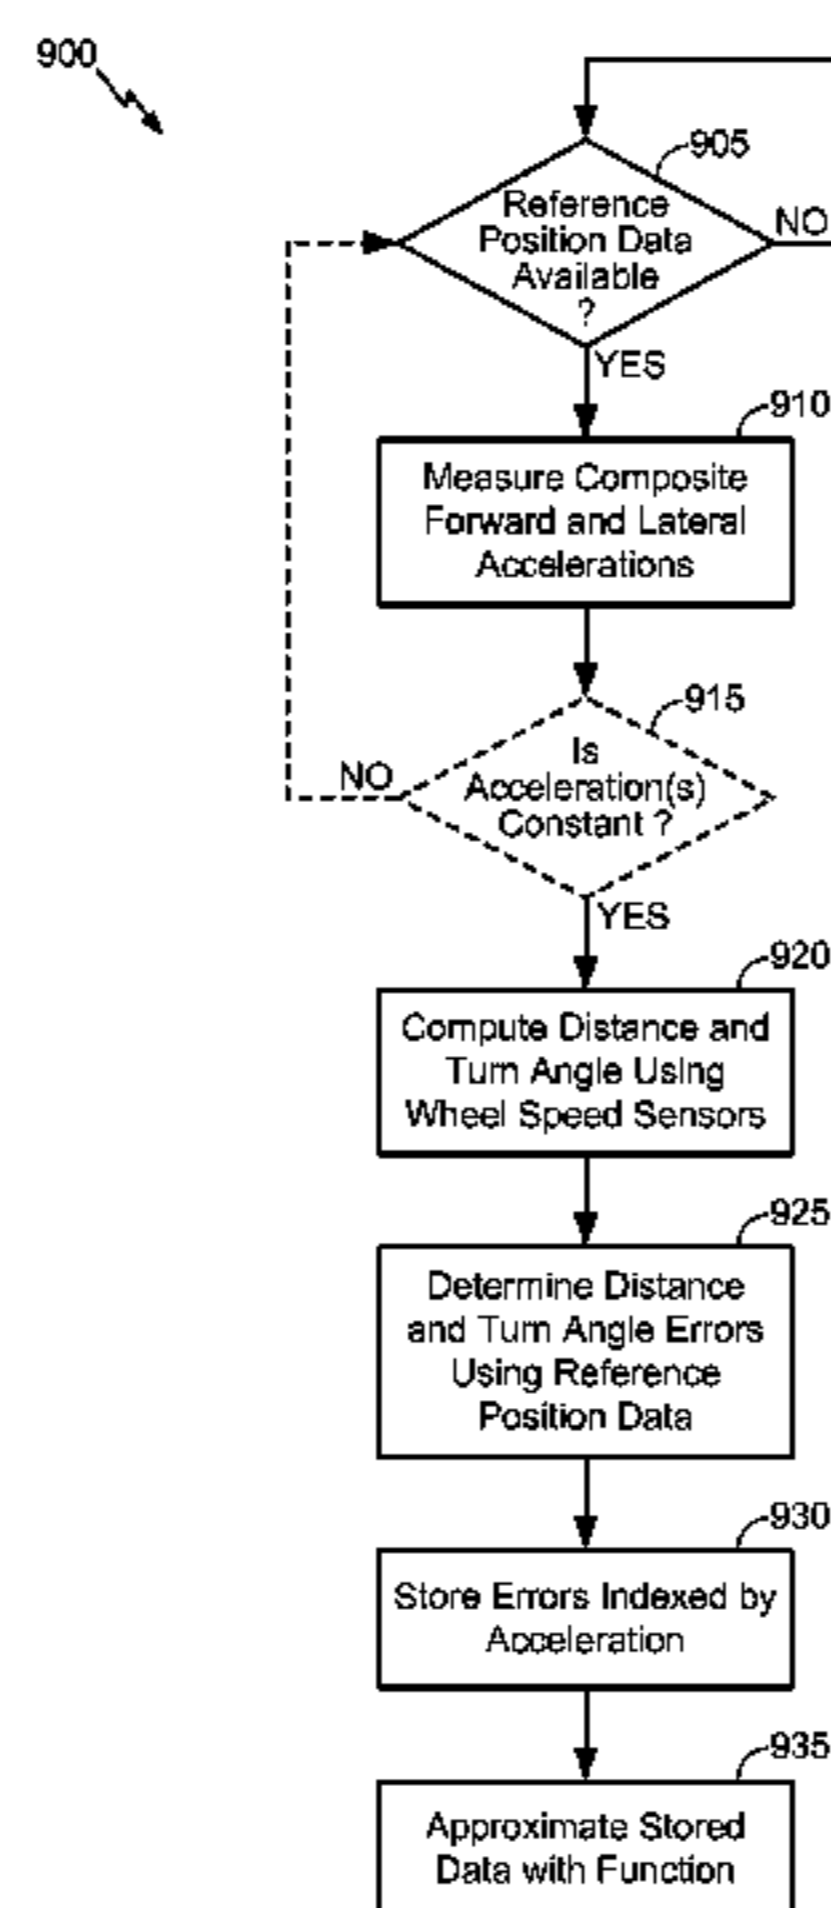 900
905
Reference
Position Data
Available
?
NO
YES
910
Measure Composite
Forward and Lateral
Accelerations
915
Is
Acceleration(s)
Constant ?
NO
YES
920
Compute Distance and
Turn Angle Using
Wheel Speed Sensors
925
Determine Distance
and Turn Angle Errors
Using Reference
Position Data
930
Store Errors Indexed by
Acceleration
935
Approximate Stored
Data with Function